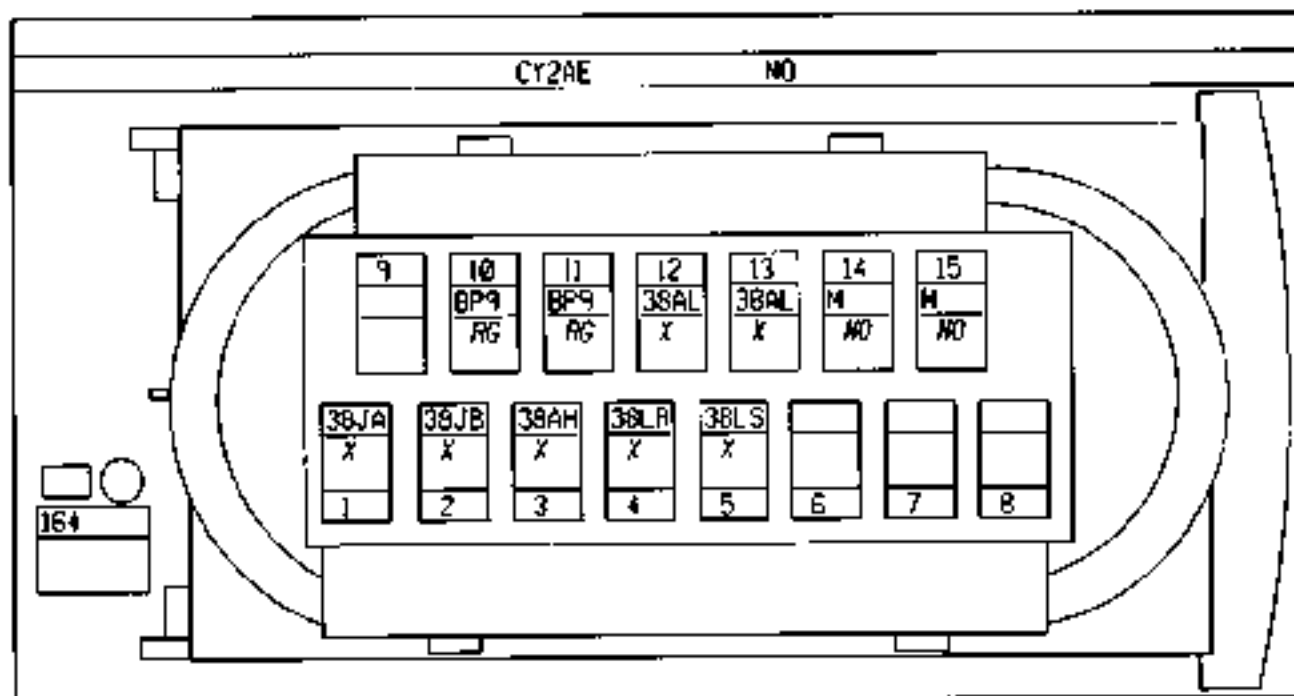 CY2AE NO
9 10 11 12 13 14 15
BP9 BP9 38AL 38AL M M
RG RG X X NO NO
38JA 38JB 38AH 38LR 38LS
X X X X X
1 2 3 4 5 6 7 8
164